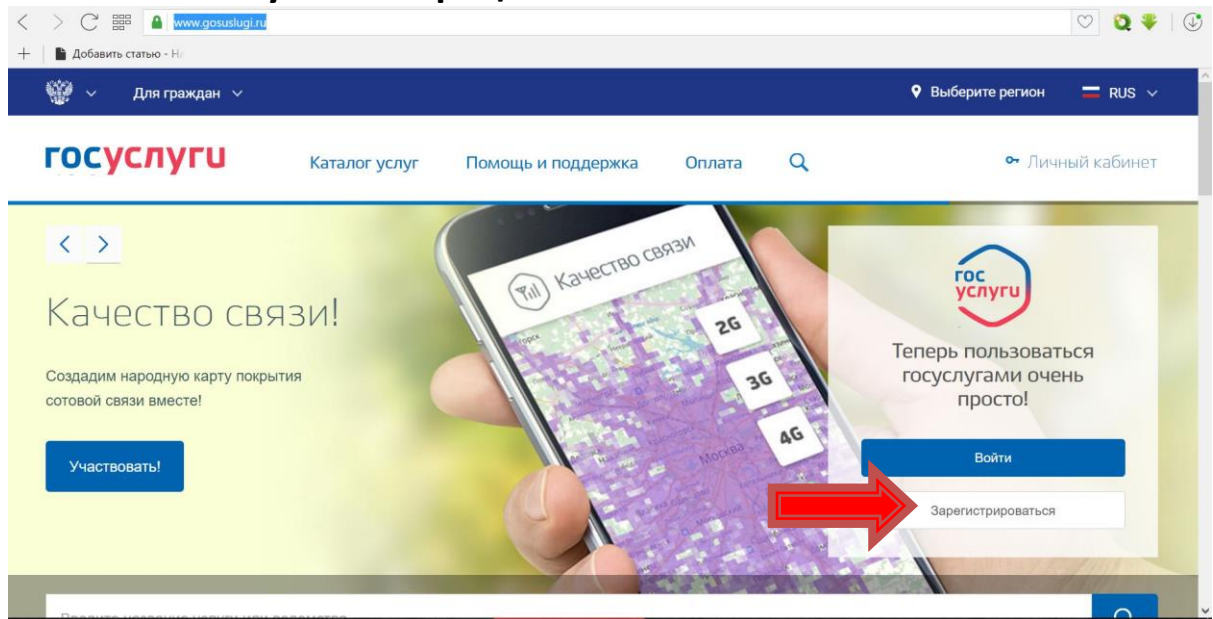 www.gosuslugi.ru
Добавить статью - Н
Для граждан
Выберите регион
RUS
госуслуги
Каталог услуг
Помощь и поддержка
Оплата
Личный кабинет
Качество связи!
Создадим народную карту покрытия
сотовой связи вместе!
Участвовать!
Качество связи
2G
3G
4G
Москва
гос
услуги
Теперь пользоваться
госуслугами очень
просто!
Войти
Зарегистрироваться